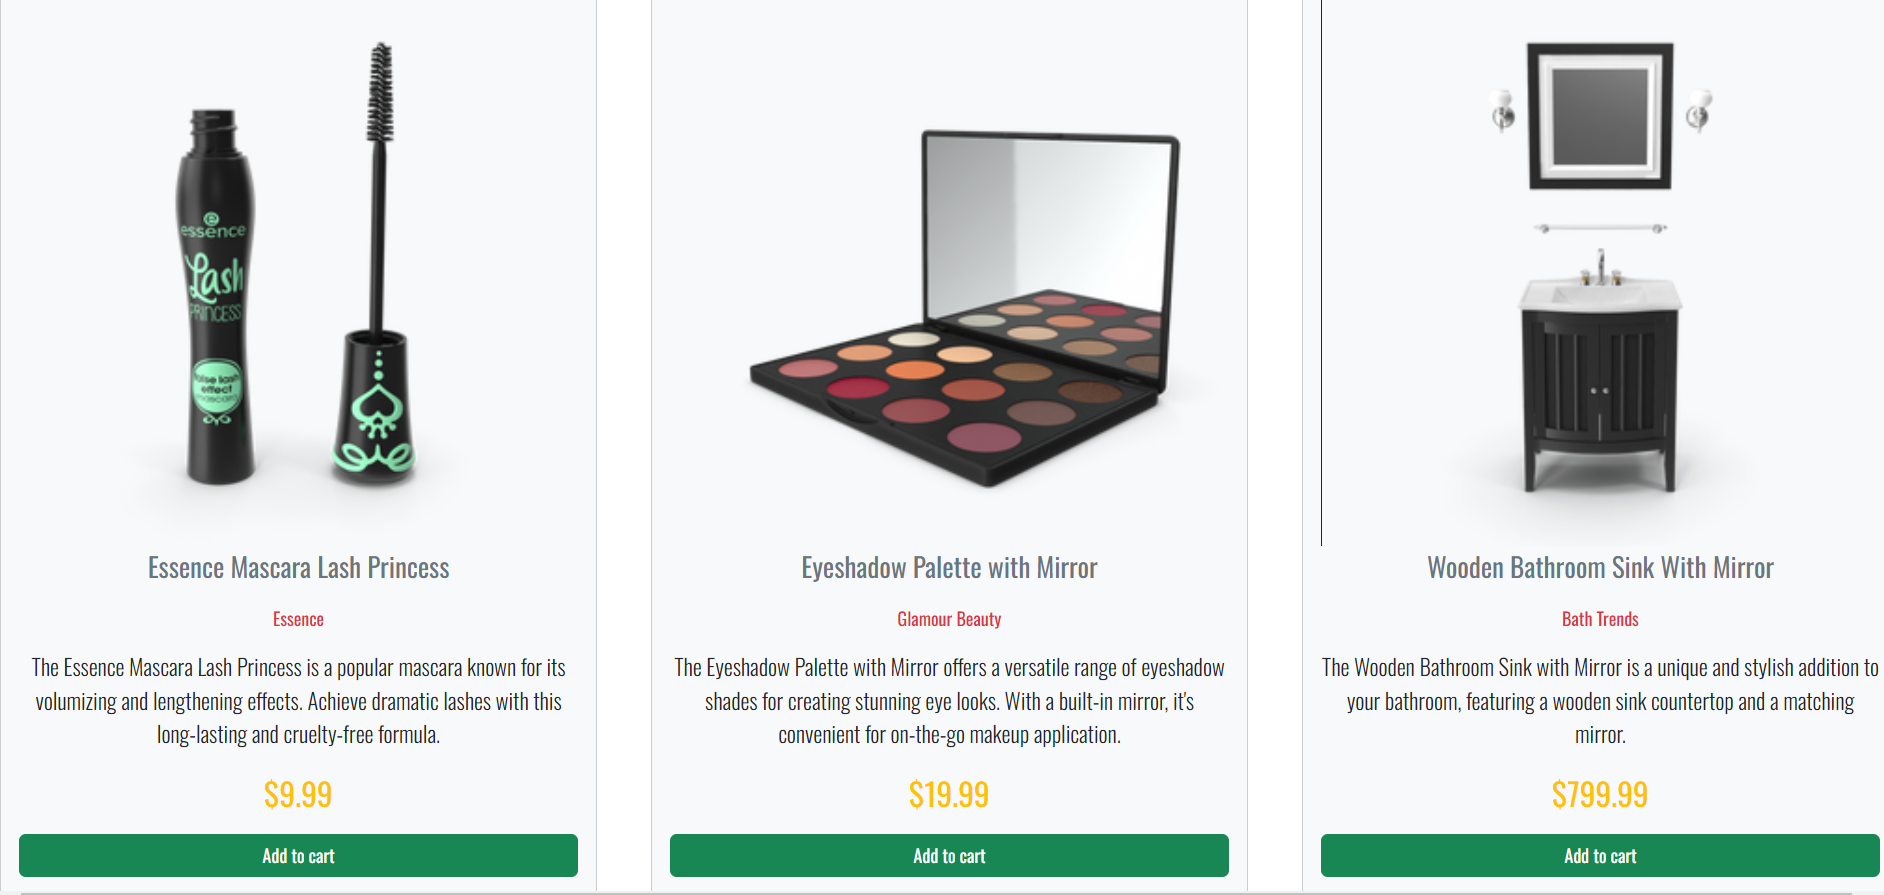 essence
Lash
PRINCESS
false lash
effect
mascara
Essence Mascara Lash Princess
Essence
The Essence Mascara Lash Princess is a popular mascara known for its
volumizing and lengthening effects. Achieve dramatic lashes with this
long-lasting and cruelty-free formula.
$9.99
Add to cart
Eyeshadow Palette with Mirror
Glamour Beauty
The Eyeshadow Palette with Mirror offers a versatile range of eyeshadow
shades for creating stunning eye looks. With a built-in mirror, it's
convenient for on-the-go makeup application.
$19.99
Add to cart
Wooden Bathroom Sink With Mirror
Bath Trends
The Wooden Bathroom Sink with Mirror is a unique and stylish addition to
your bathroom, featuring a wooden sink countertop and a matching
mirror.
$799.99
Add to cart